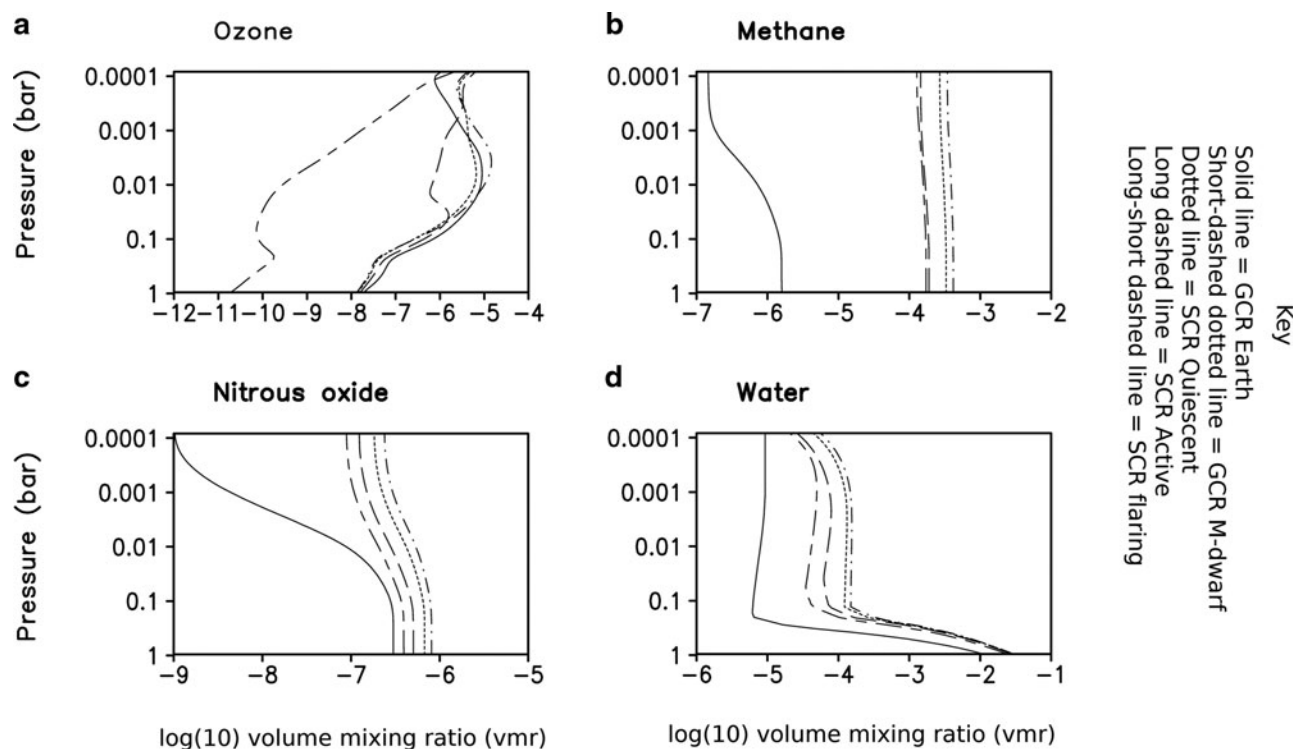 a
Ozone
Pressure (bar)
0.0001
0.001
0.01
0.1
1
−12 −11 −10 −9 −8 −7 −6 −5 −4
b
Methane
0.0001
0.001
0.01
0.1
1
−7 −6 −5 −4 −3 −2
c
Nitrous oxide
Pressure (bar)
0.0001
0.001
0.01
0.1
1
−9 −8 −7 −6 −5
log(10) volume mixing ratio (vmr)
d
Water
0.0001
0.001
0.01
0.1
1
−6 −5 −4 −3 −2 −1
log(10) volume mixing ratio (vmr)
Key
Solid line = GCR Earth
Short-dashed dotted line = GCR M-dwarf
Dotted line = SCR Quiescent
Long dashed line = SCR Active
Long-short dashed line = SCR flaring